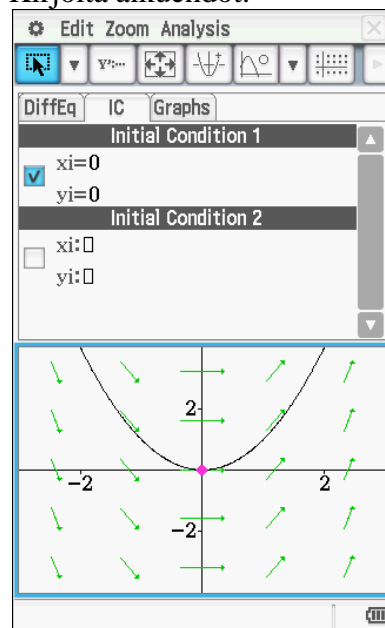 Edit Zoom Analysis
DiffEq IC Graphs
Initial Condition 1
xi=0
yi=0
Initial Condition 2
xi:
yi:
2
-2
2
-2